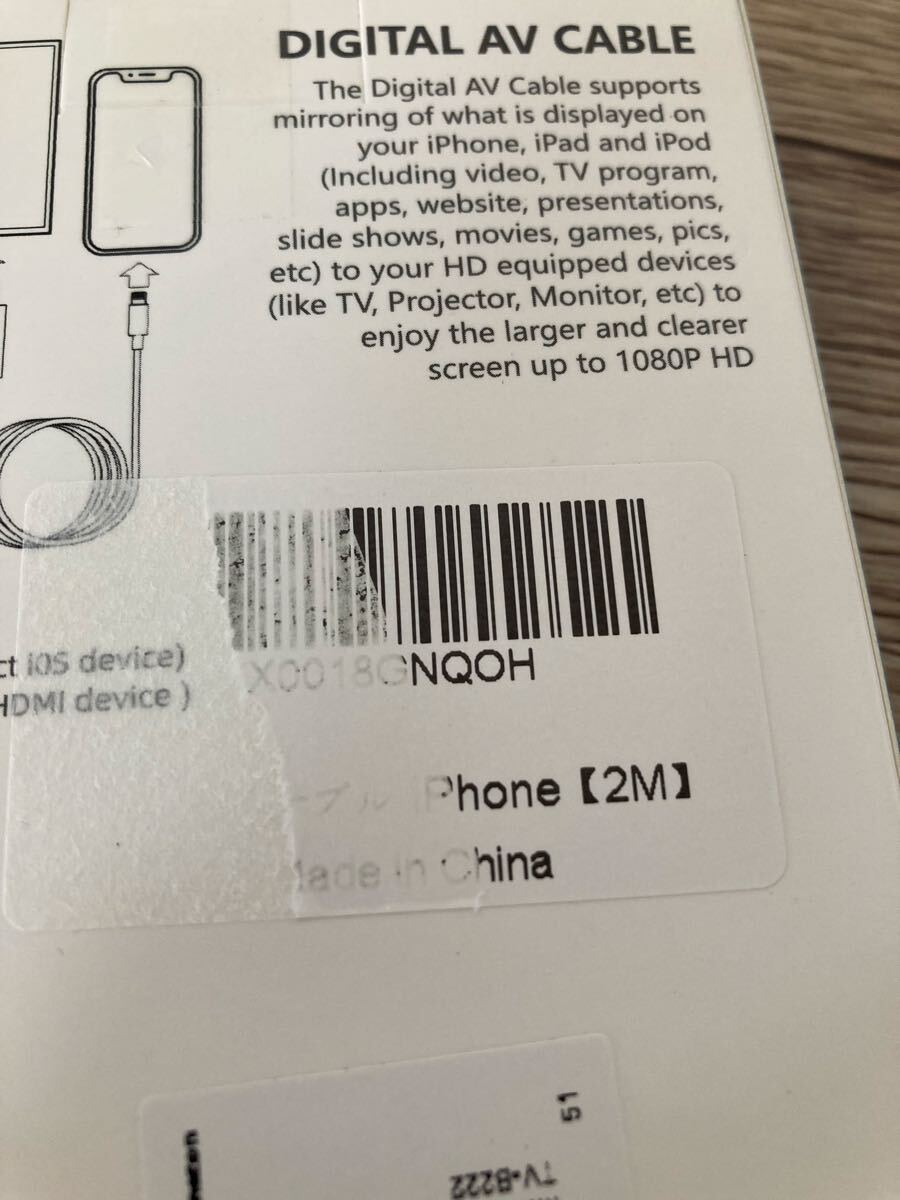 DIGITAL AV CABLE
The Digital AV Cable supports
mirroring of what is displayed on
your iPhone, iPad and iPod
(Including video, TV program,
apps, website, presentations,
slide shows, movies, games, pics,
etc) to your HD equipped devices
(like TV, Projector, Monitor, etc) to
enjoy the larger and clearer
screen up to 1080P HD
iOS device)
HDMI device )
X0018GNQOH
ーブル iPhone【2M】
Made in China
51
TV-B222